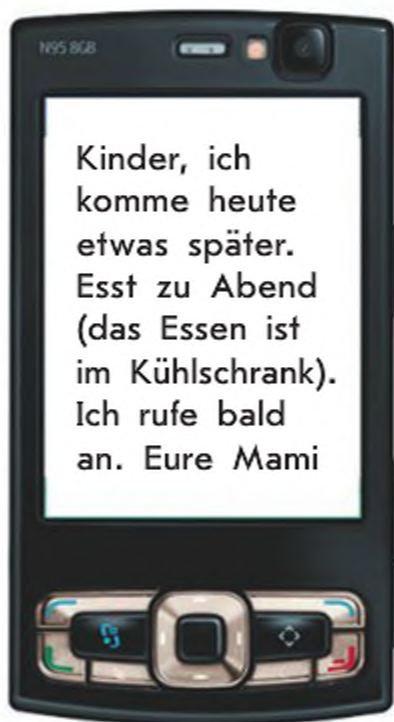 N95 8GB
Kinder, ich
komme heute
etwas später.
Esst zu Abend
(das Essen ist
im Kühlschrank).
Ich rufe bald
an. Eure Mami